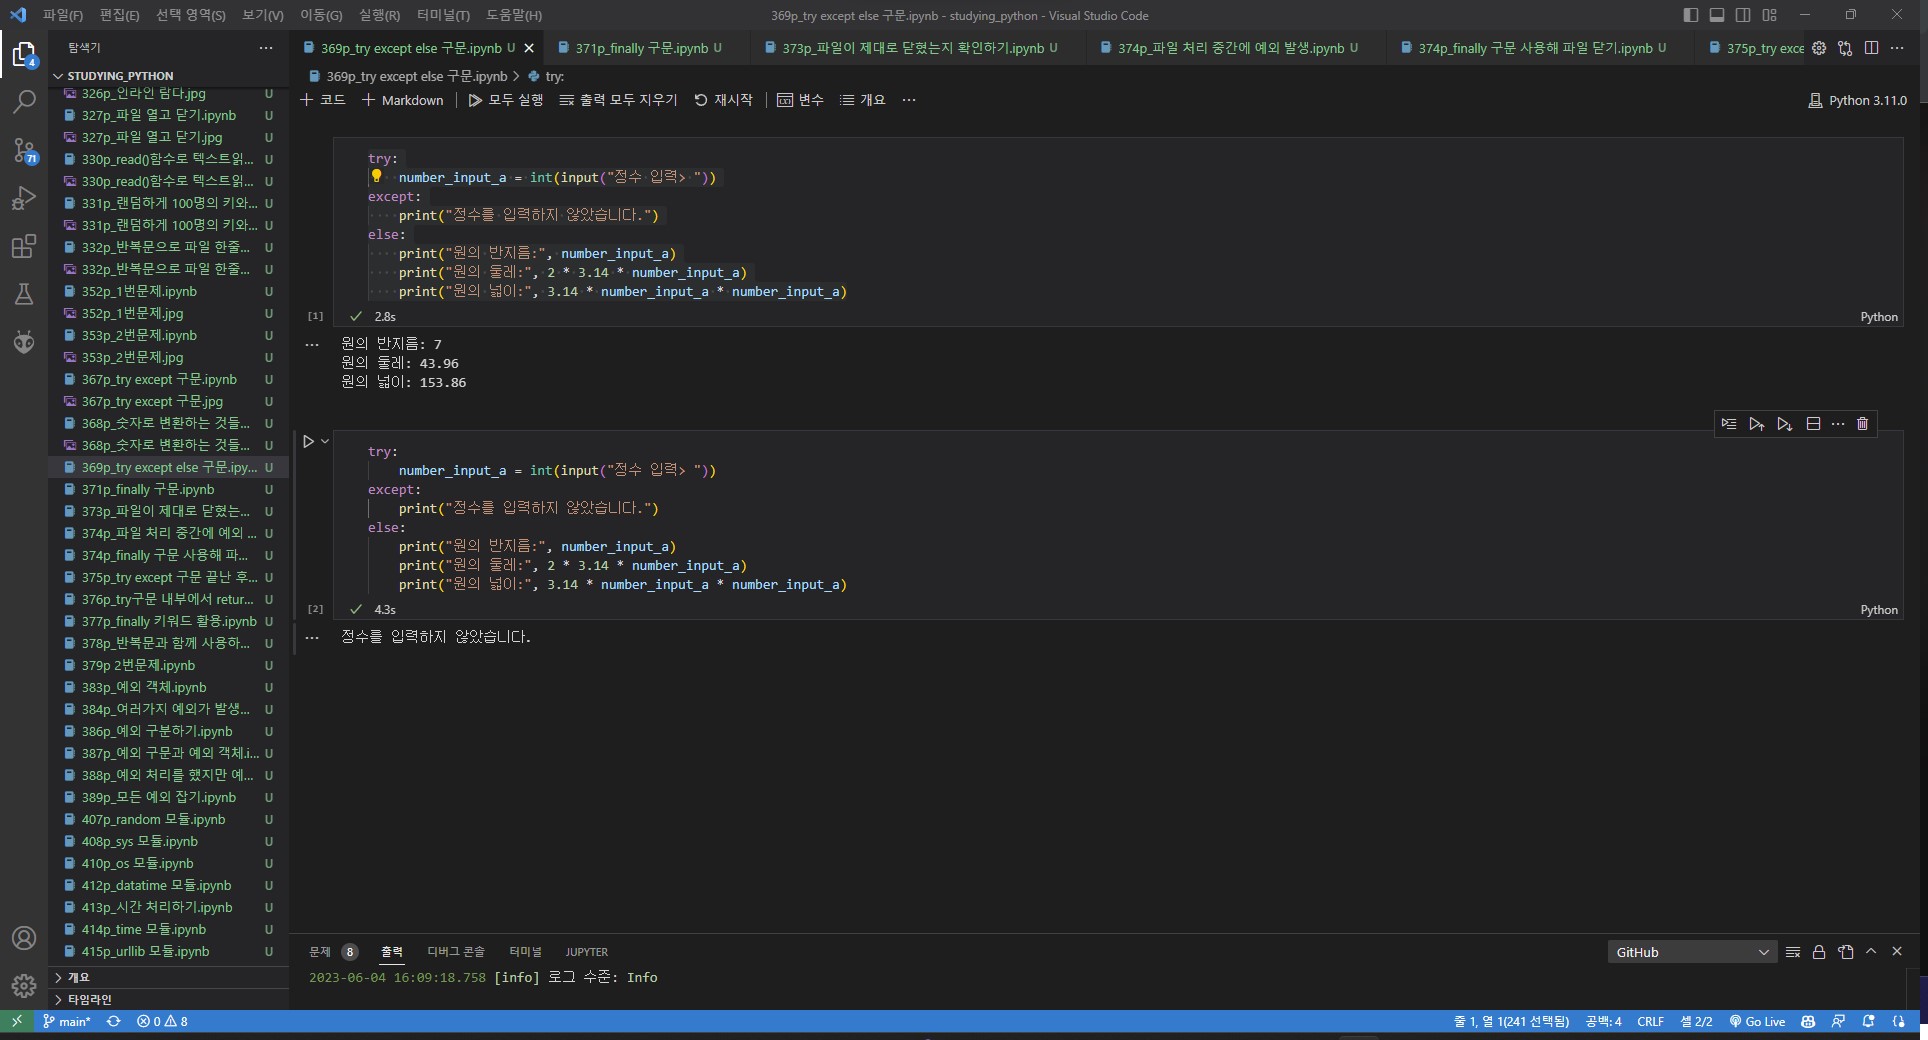 파일(F) 편집(E) 선택 영역(S) 보기(V) 이동(G) 실행(R) 터미널(T) 도움말(H)
369p_try except else 구문.ipynb - studying_python - Visual Studio Code
탐색기
STUDYING_PYTHON
326p_인라인 람다.jpg U
327p_파일 열고 닫기.ipynb U
327p_파일 열고 닫기.jpg U
330p_read()함수로 텍스트읽... U
330p_read()함수로 텍스트읽... U
331p_랜덤하게 100명의 키와... U
331p_랜덤하게 100명의 키와... U
332p_반복문으로 파일 한줄... U
332p_반복문으로 파일 한줄... U
352p_1번문제.ipynb U
352p_1번문제.jpg U
353p_2번문제.ipynb U
353p_2번문제.jpg U
367p_try except 구문.ipynb U
367p_try except 구문.jpg U
368p_숫자로 변환하는 것들... U
368p_숫자로 변환하는 것들... U
369p_try except else 구문.ipy... U
371p_finally 구문.ipynb U
373p_파일이 제대로 닫혔는... U
374p_파일 처리 중간에 예외 ... U
374p_finally 구문 사용해 파... U
375p_try except 구문 끝난 후... U
376p_try구문 내부에서 retur... U
377p_finally 키워드 활용.ipynb U
378p_반복문과 함께 사용하... U
379p 2번문제.ipynb U
383p_예외 객체.ipynb U
384p_여러가지 예외가 발생... U
386p_예외 구분하기.ipynb U
387p_예외 구문과 예외 객체.i... U
388p_예외 처리를 했지만 예... U
389p_모든 예외 잡기.ipynb U
407p_random 모듈.ipynb U
408p_sys 모듈.ipynb U
410p_os 모듈.ipynb U
412p_datatime 모듈.ipynb U
413p_시간 처리하기.ipynb U
414p_time 모듈.ipynb U
415p_urllib 모듈.ipynb U
개요
타임라인
4
71
369p_try except else 구문.ipynb U 371p_finally 구문.ipynb U 373p_파일이 제대로 닫혔는지 확인하기.ipynb U 374p_파일 처리 중간에 예외 발생.ipynb U 374p_finally 구문 사용해 파일 닫기.ipynb U 375p_try exce
369p_try except else 구문.ipynb > try:
코드 Markdown 모두 실행 출력 모두 지우기 재시작 변수 개요 ... Python 3.11.0
try:
    number_input_a = int(input("정수 입력> "))
except:
    print("정수를 입력하지 않았습니다.")
else:
    print("원의 반지름:", number_input_a)
    print("원의 둘레:", 2 * 3.14 * number_input_a)
    print("원의 넓이:", 3.14 * number_input_a * number_input_a)
[1] 2.8s Python
원의 반지름: 7
원의 둘레: 43.96
원의 넓이: 153.86
try:
    number_input_a = int(input("정수 입력> "))
except:
    print("정수를 입력하지 않았습니다.")
else:
    print("원의 반지름:", number_input_a)
    print("원의 둘레:", 2 * 3.14 * number_input_a)
    print("원의 넓이:", 3.14 * number_input_a * number_input_a)
[2] 4.3s Python
정수를 입력하지 않았습니다.
문제 8 출력 디버그 콘솔 터미널 JUPYTER GitHub
2023-06-04 16:09:18.758 [info] 로그 수준: Info
main* 0 8 줄 1, 열 1(241 선택됨) 공백: 4 CRLF 셀 2/2 Go Live